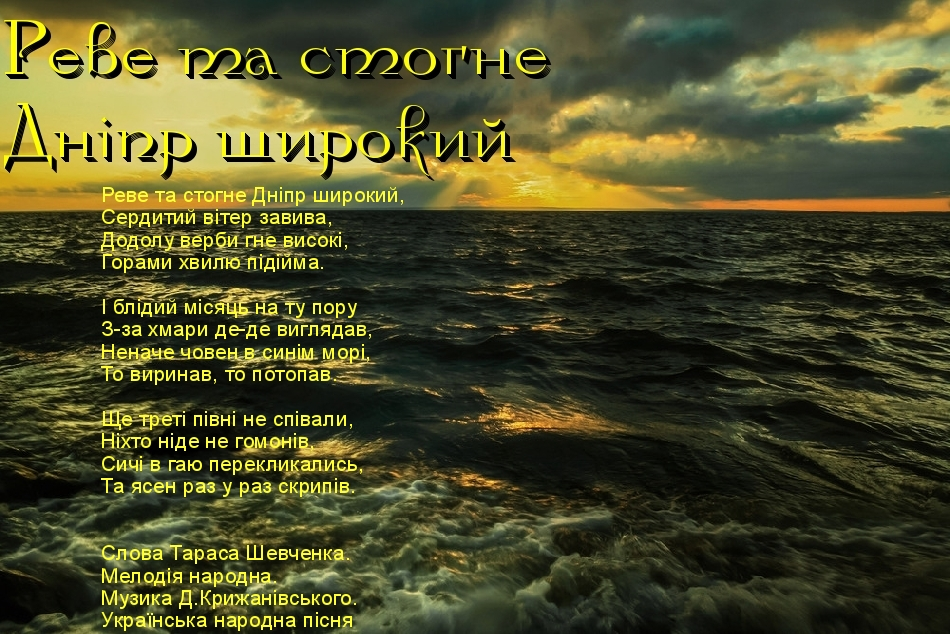 Реве та стогне
Дніпр широкий
Реве та стогне Дніпр широкий,
Сердитий вітер завива,
Додолу верби гне високі,
Горами хвилю підійма.
І блідий місяць на ту пору
З-за хмари де-де виглядав,
Неначе човен в синім морі,
То виринав, то потопав.
Ще треті півні не співали,
Ніхто ніде не гомонів,
Сичі в гаю перекликались,
Та ясен раз у раз скрипів.
Слова Тараса Шевченка.
Мелодія народна.
Музика Д.Крижанівського.
Українська народна пісня